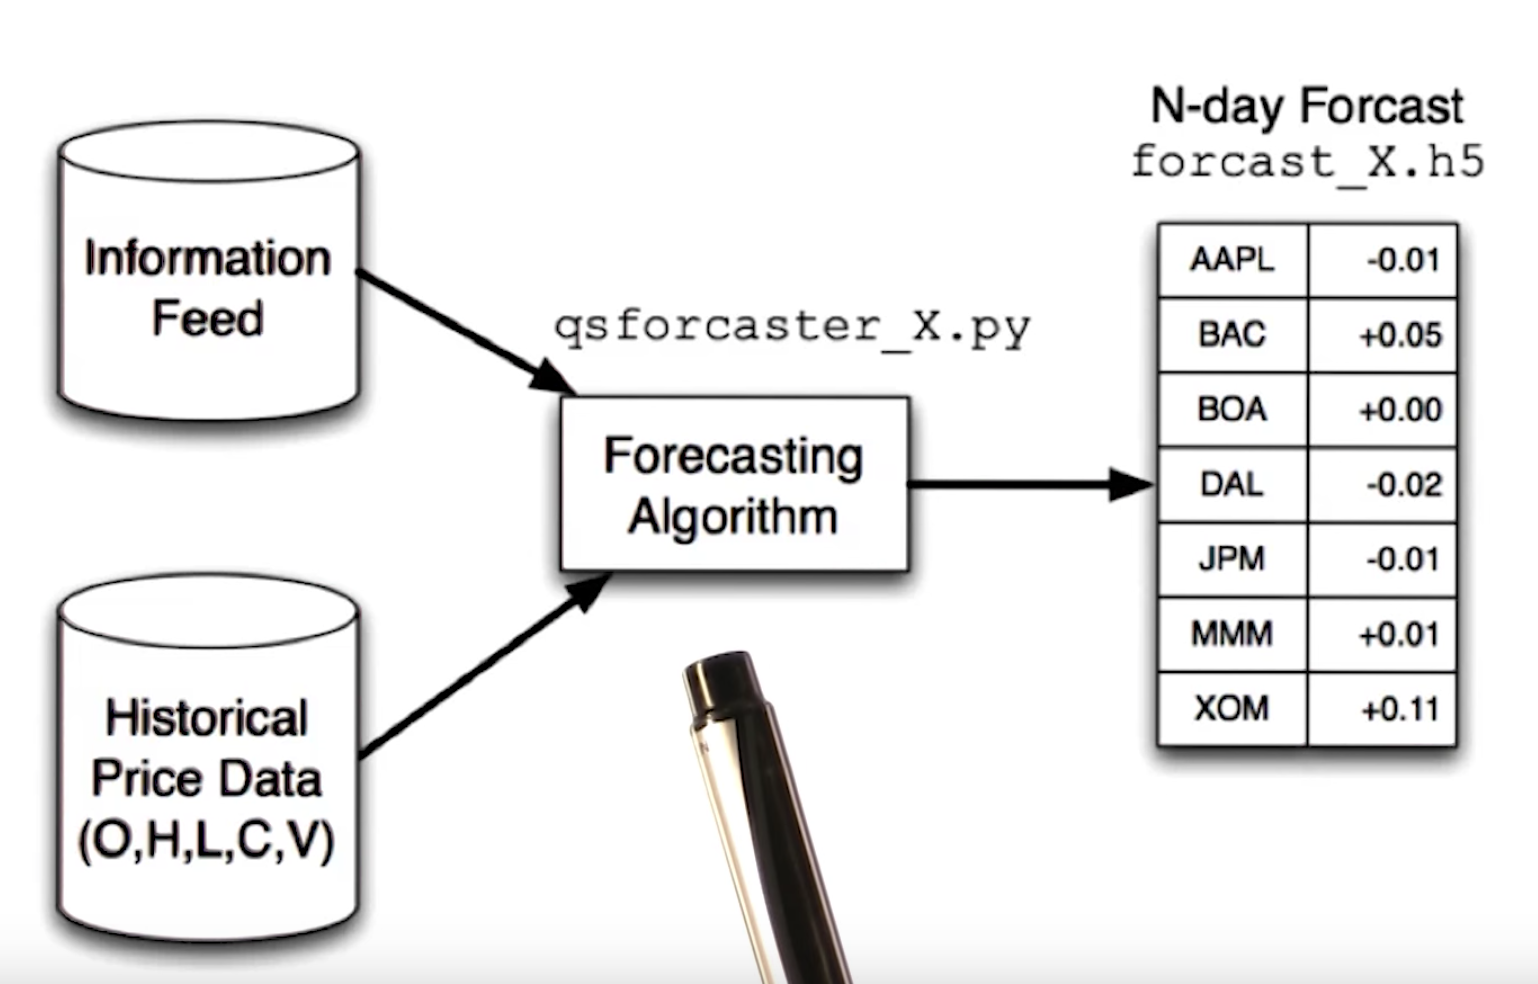 Information
Feed
Historical
Price Data
(O,H,L,C,V)
qsforcaster_X.py
Forecasting
Algorithm
N-day Forcast
forcast_X.h5
AAPL -0.01
BAC +0.05
BOA +0.00
DAL -0.02
JPM -0.01
MMM +0.01
XOM +0.11